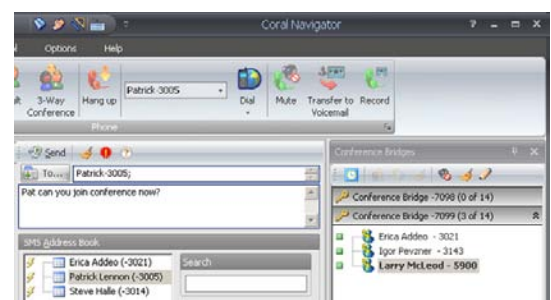 Coral Navigator
Options Help
3-Way Conference
Hang up
Patrick-3005
Dial
Mute
Transfer to Voicemail
Record
Phone
Send
To...
Patrick-3005;
Pat can you join conference now?
SMS Address Book
Erica Addeo (-3021)
Patrick Lennon (-3005)
Steve Halle (-3014)
Search
Conference Bridges
Conference Bridge -7098 (0 of 14)
Conference Bridge -7099 (3 of 14)
Erica Addeo - 3021
Igor Pevzner - 3143
Larry McLeod - 5900